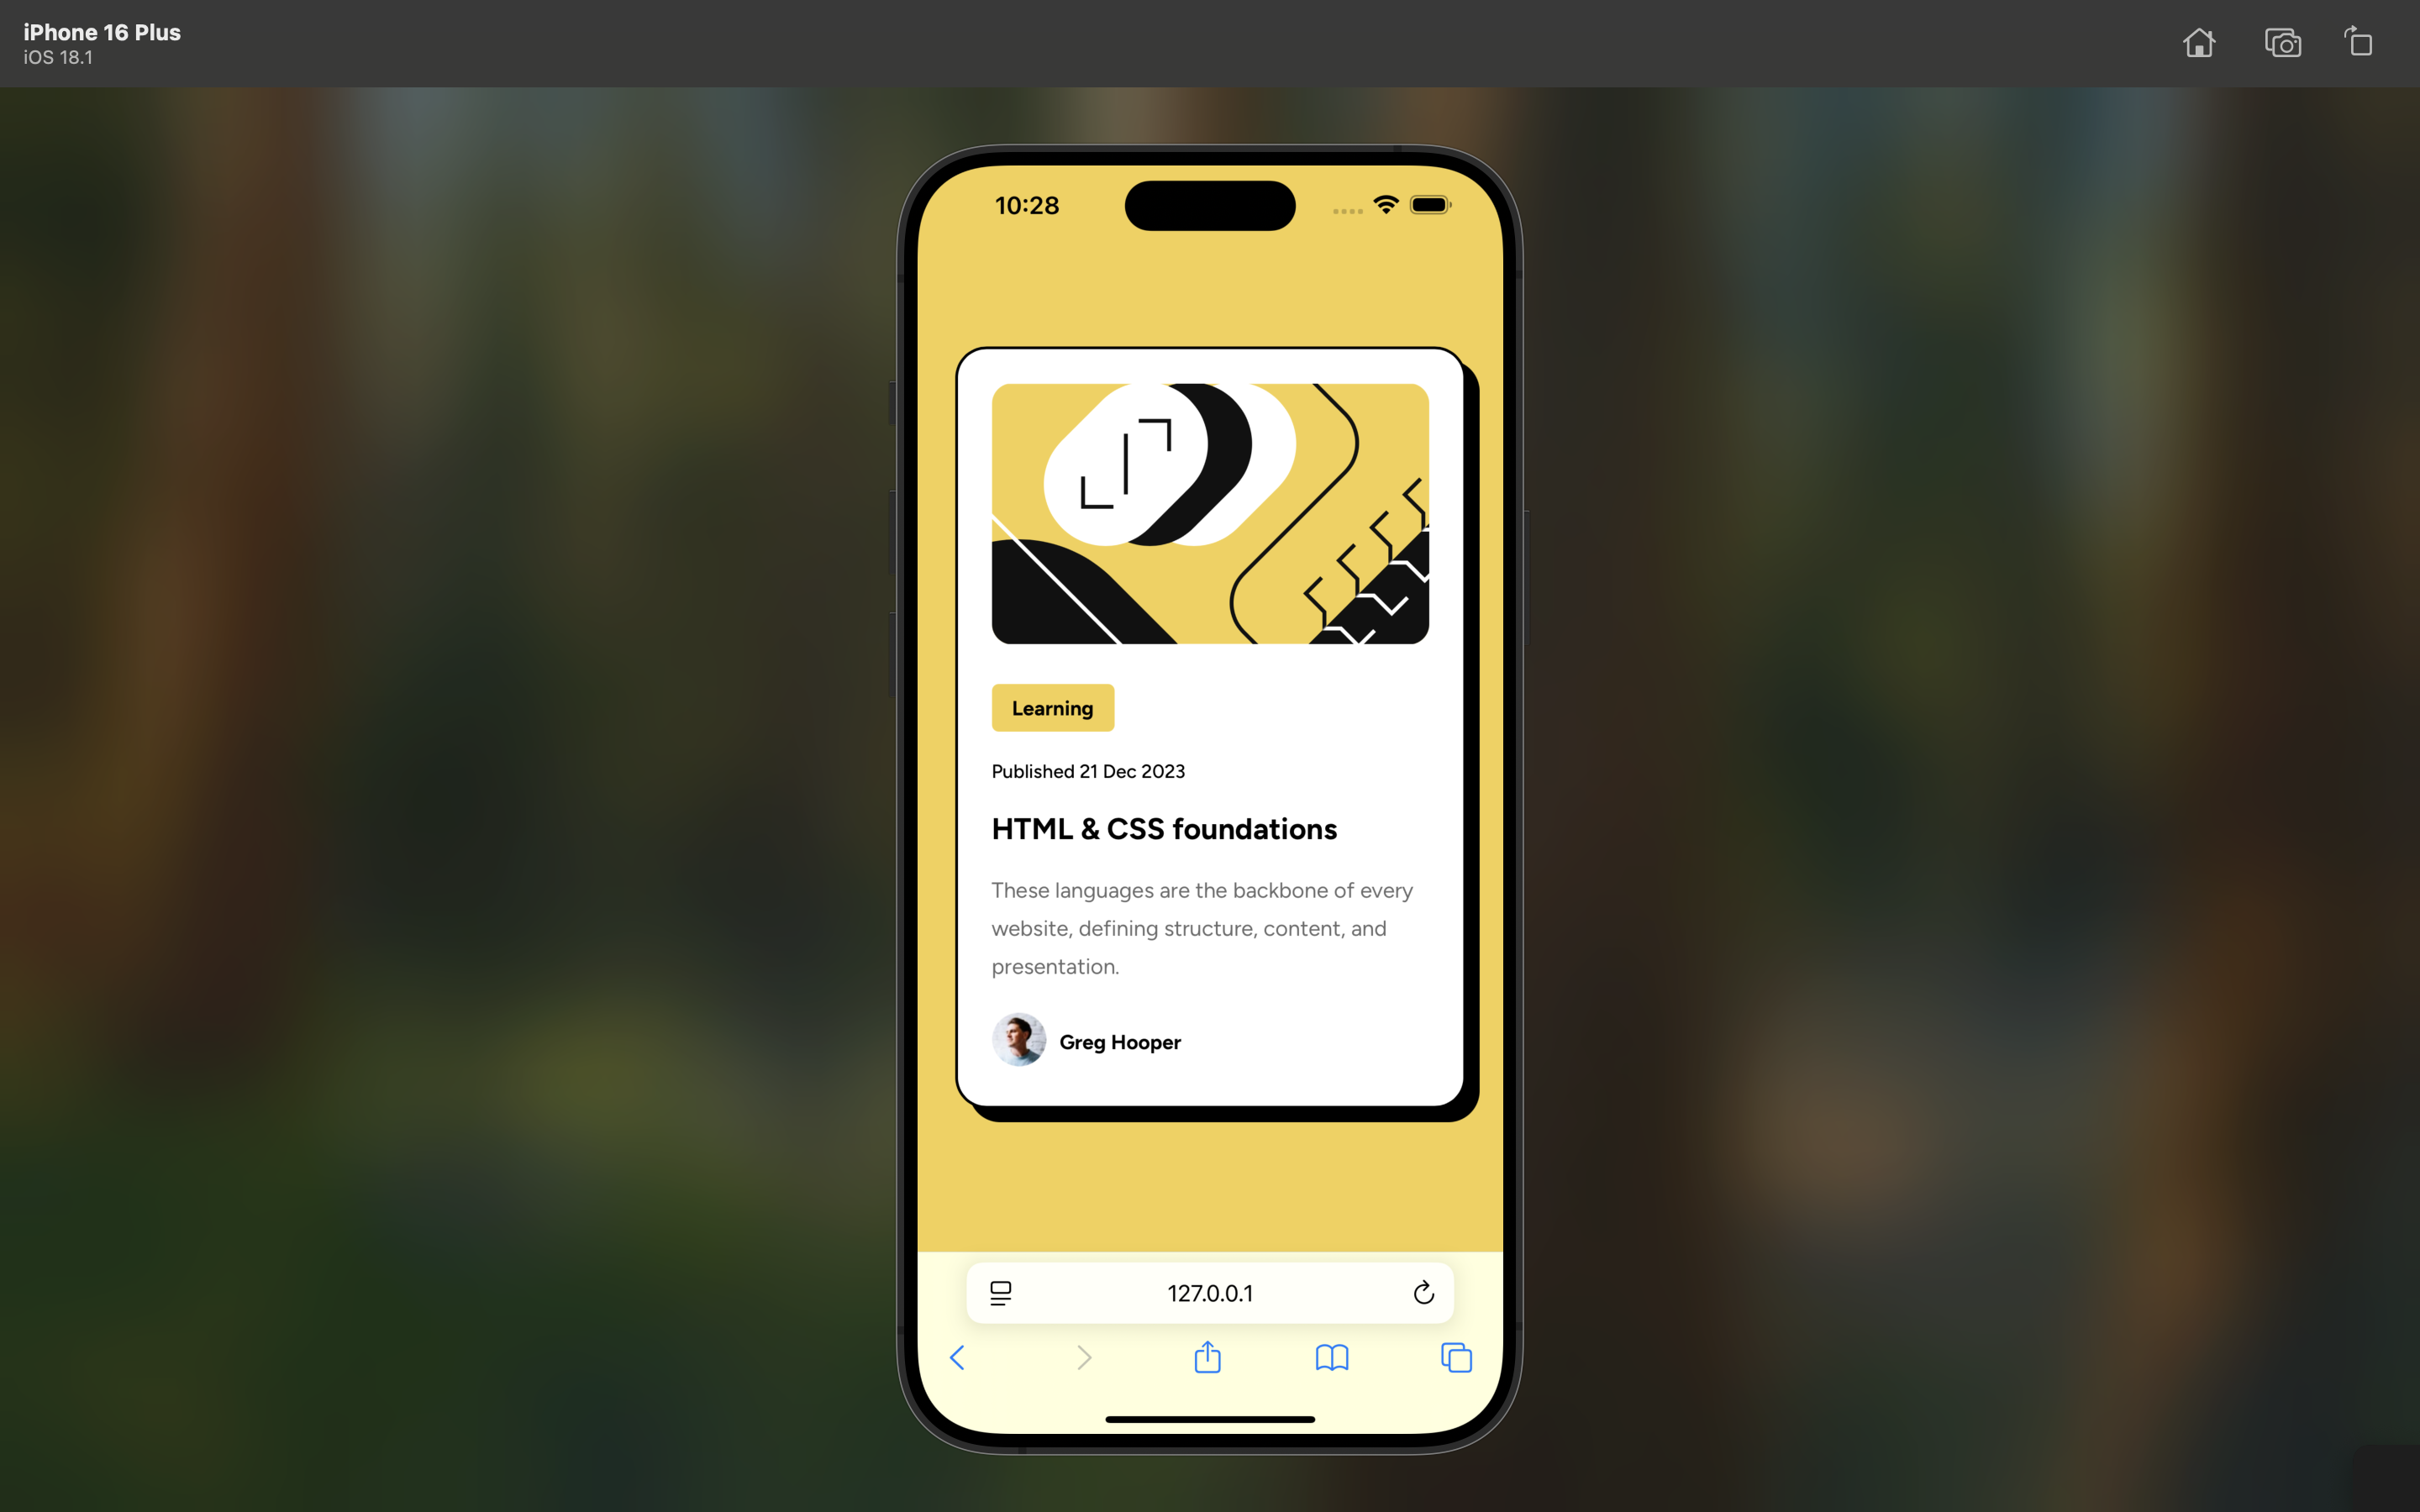 iPhone 16 Plus
iOS 18.1
10:28
Learning
Published 21 Dec 2023
HTML & CSS foundations
These languages are the backbone of every
website, defining structure, content, and
presentation.
Greg Hooper
127.0.0.1